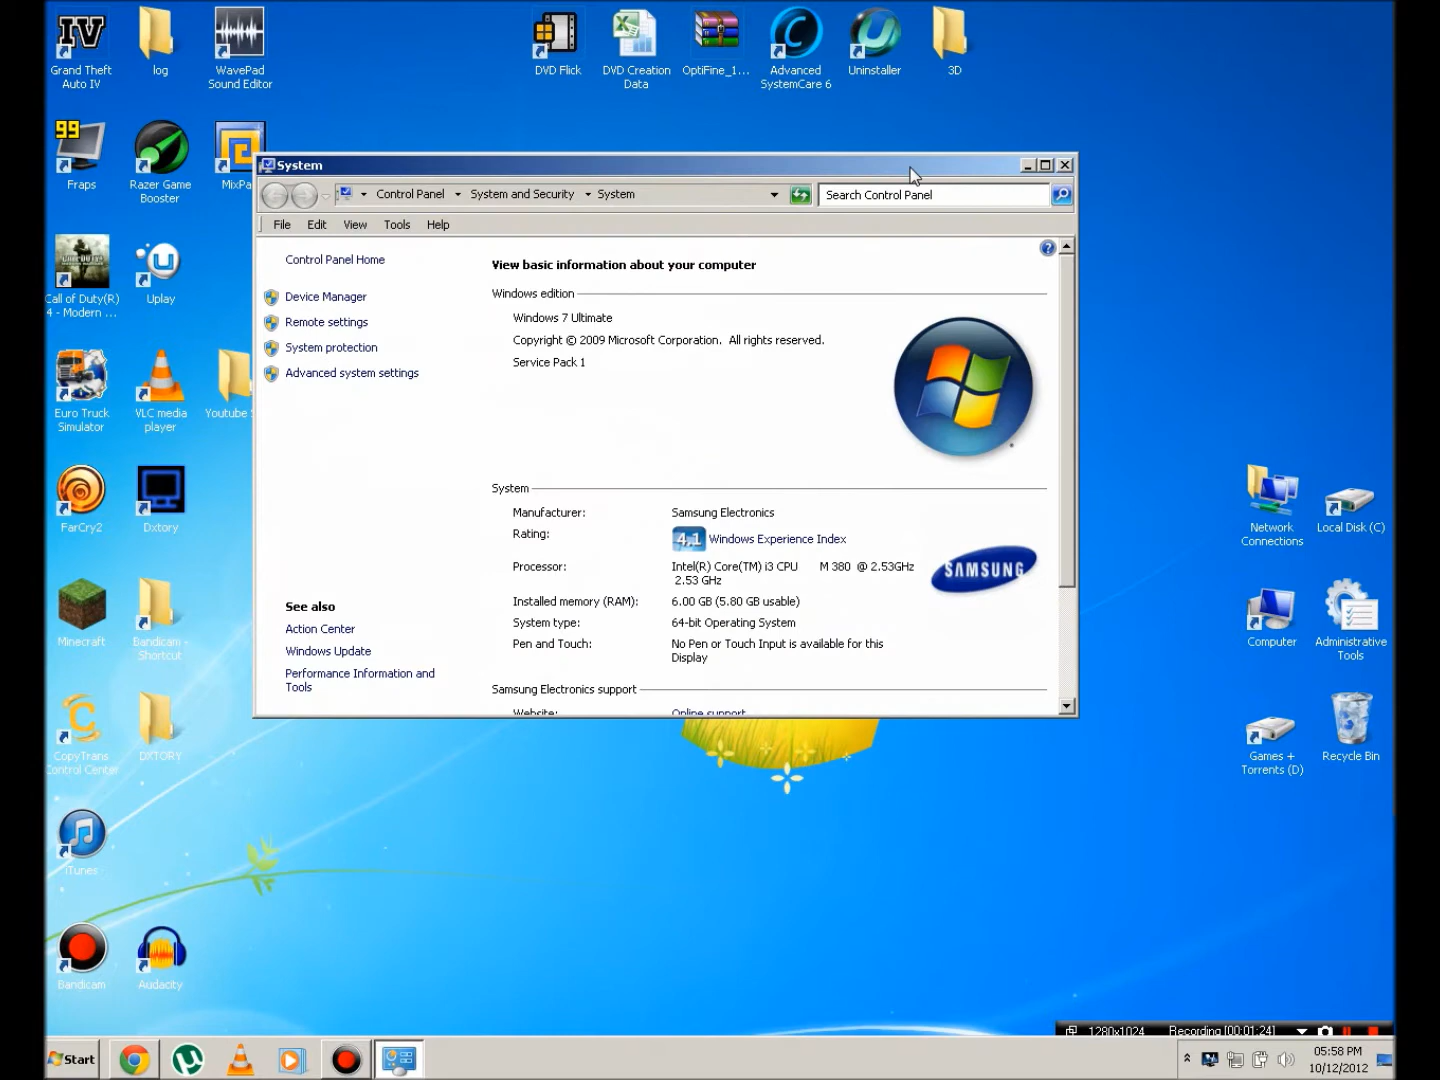 IV
Grand Theft
Auto IV
log
WavePad
Sound Editor
DVD Flick
DVD Creation
Data
OptiFine_1...
Advanced
SystemCare 6
Uninstaller
3D
99
Fraps
Razer Game
Booster
MixPa
Call of Duty(R)
4 - Modern ...
Uplay
Euro Truck
Simulator
VLC media
player
Youtube S
FarCry2
Dxtory
Minecraft
Bandicam -
Shortcut
CopyTrans
Control Center
DXTORY
iTunes
Bandicam
Audacity
System
Control Panel
System and Security
System
Search Control Panel
File Edit View Tools Help
Control Panel Home
Device Manager
Remote settings
System protection
Advanced system settings
See also
Action Center
Windows Update
Performance Information and
Tools
View basic information about your computer
Windows edition
Windows 7 Ultimate
Copyright © 2009 Microsoft Corporation. All rights reserved.
Service Pack 1
System
Manufacturer: Samsung Electronics
Rating: 4.1 Windows Experience Index
Processor: Intel(R) Core(TM) i3 CPU M 380 @ 2.53GHz
2.53 GHz
SAMSUNG
Installed memory (RAM): 6.00 GB (5.80 GB usable)
System type: 64-bit Operating System
Pen and Touch: No Pen or Touch Input is available for this
Display
Samsung Electronics support
Website: Online support
Network
Connections
Local Disk (C)
Computer
Administrative
Tools
Games +
Torrents (D)
Recycle Bin
1280x1024 Recording [00:01:24]
Start
05:58 PM
10/12/2012